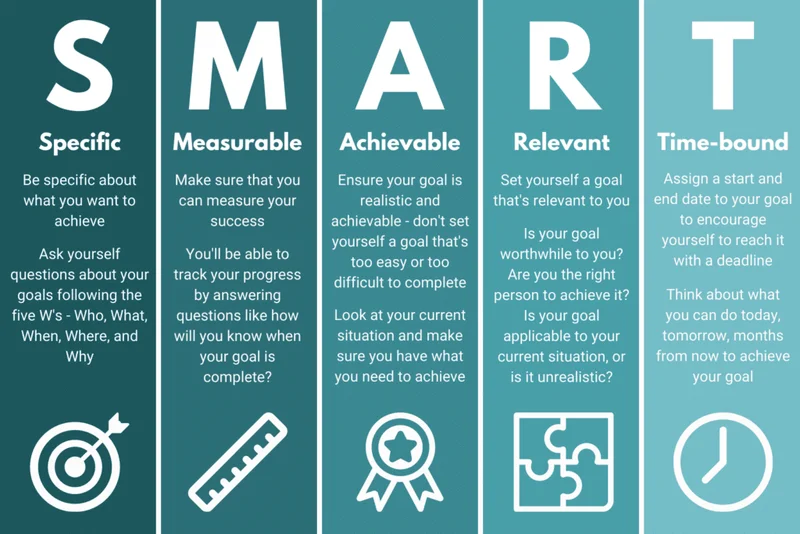 S
Specific
Be specific about
what you want to
achieve
Ask yourself
questions about your
goals following the
five W's - Who, What,
When, Where, and
Why
M
Measurable
Make sure that you
can measure your
success
You'll be able to
track your progress
by answering
questions like how
will you know when
your goal is
complete?
A
Achievable
Ensure your goal is
realistic and
achievable - don't set
yourself a goal that's
too easy or too
difficult to complete
Look at your current
situation and make
sure you have what
you need to achieve
R
Relevant
Set yourself a goal
that's relevant to you
Is your goal
worthwhile to you?
Are you the right
person to achieve it?
Is your goal
applicable to your
current situation, or
is it unrealistic?
T
Time-bound
Assign a start and
end date to your goal
to encourage
yourself to reach it
with a deadline
Think about what
you can do today,
tomorrow, months
from now to achieve
your goal